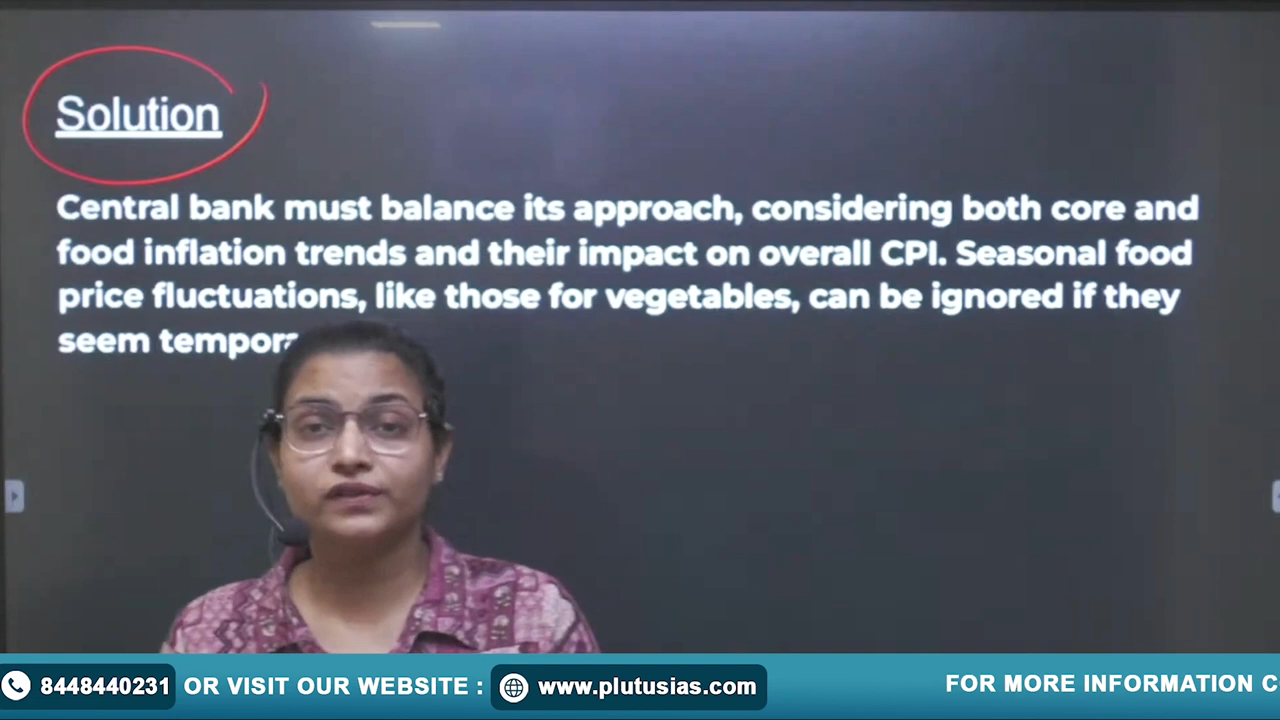 Solution
Central bank must balance its approach, considering both core and
food inflation trends and their impact on overall CPI. Seasonal food
price fluctuations, like those for vegetables, can be ignored if they
seem
8448440231 OR VISIT OUR WEBSITE : www.plutusias.com FOR MORE INFORMATION